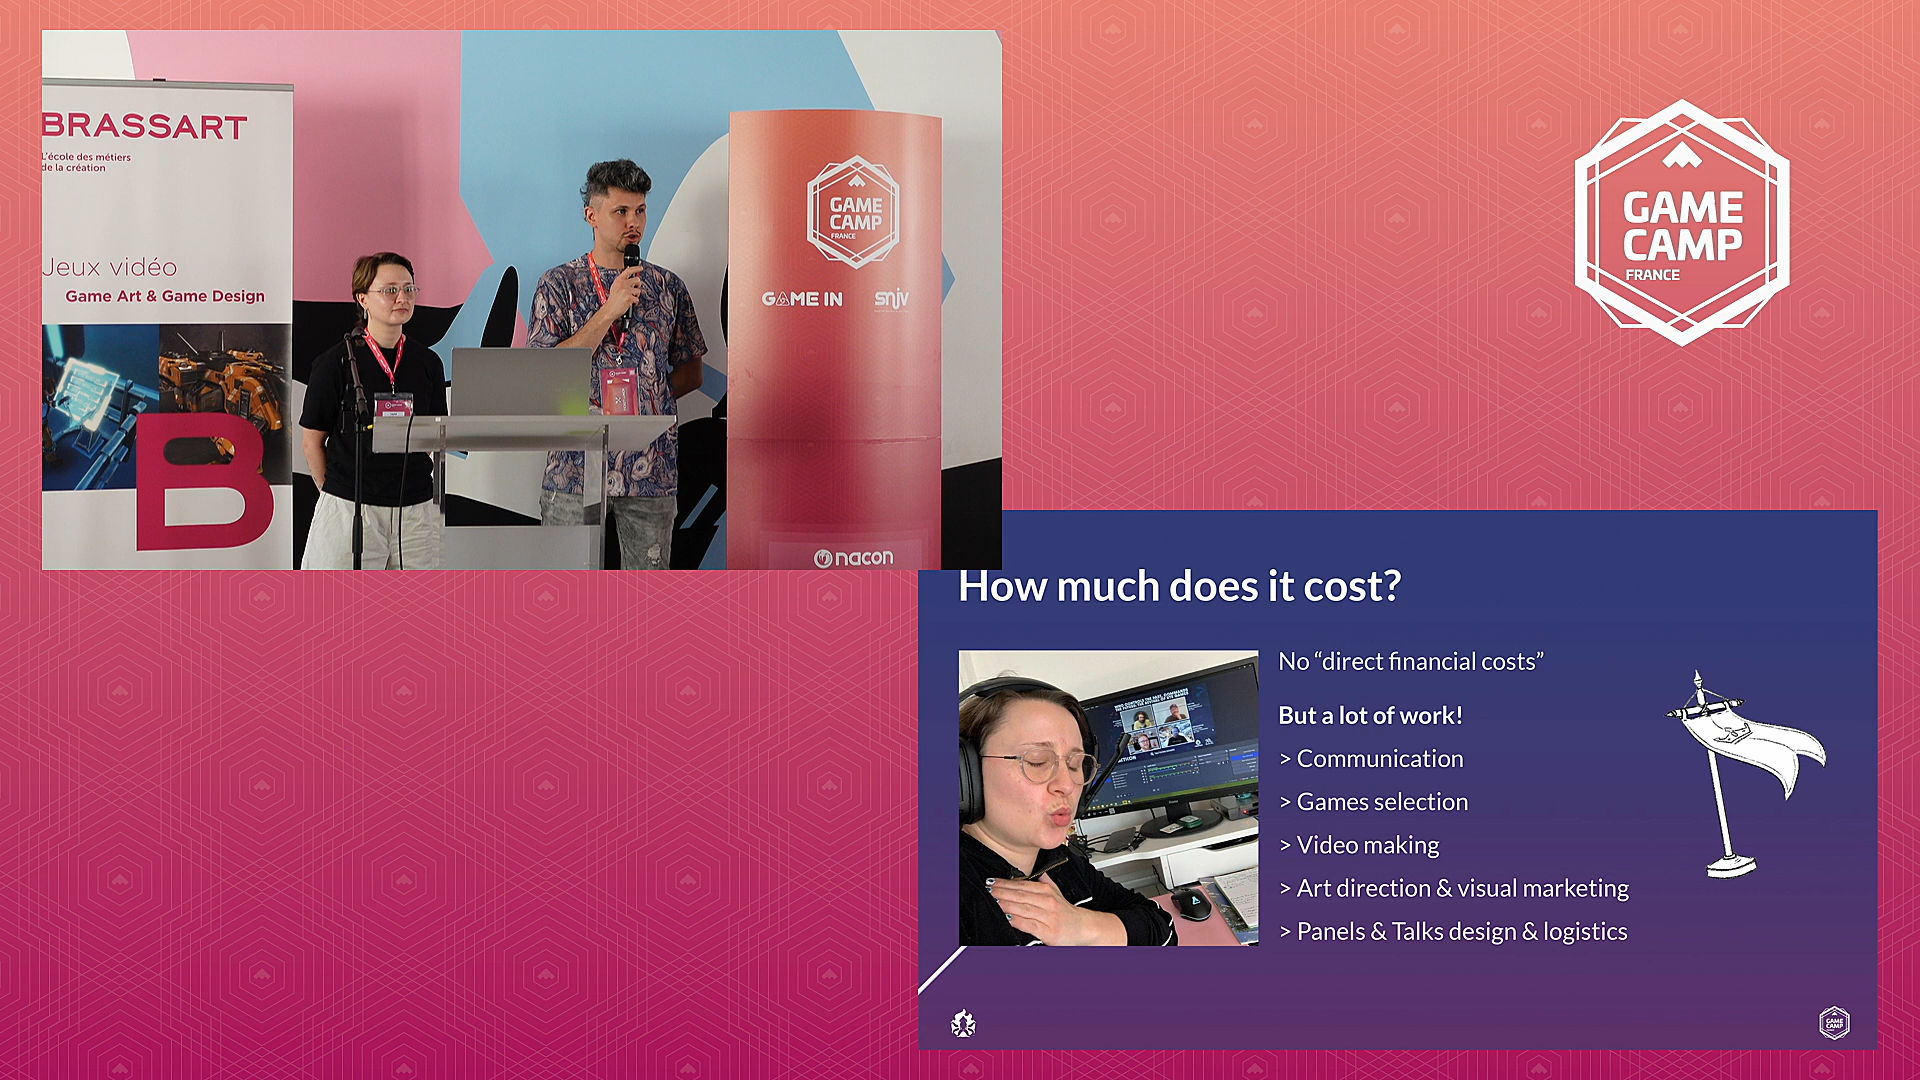 BRASSART
L'école des métiers
de la création
Jeux vidéo
Game Art & Game Design
B
GAME
CAMP
FRANCE
GAME IN
snjv
nacon
GAME
CAMP
FRANCE
How much does it cost?
No “direct financial costs”
But a lot of work!
> Communication
> Games selection
> Video making
> Art direction & visual marketing
> Panels & Talks design & logistics
GAME
CAMP